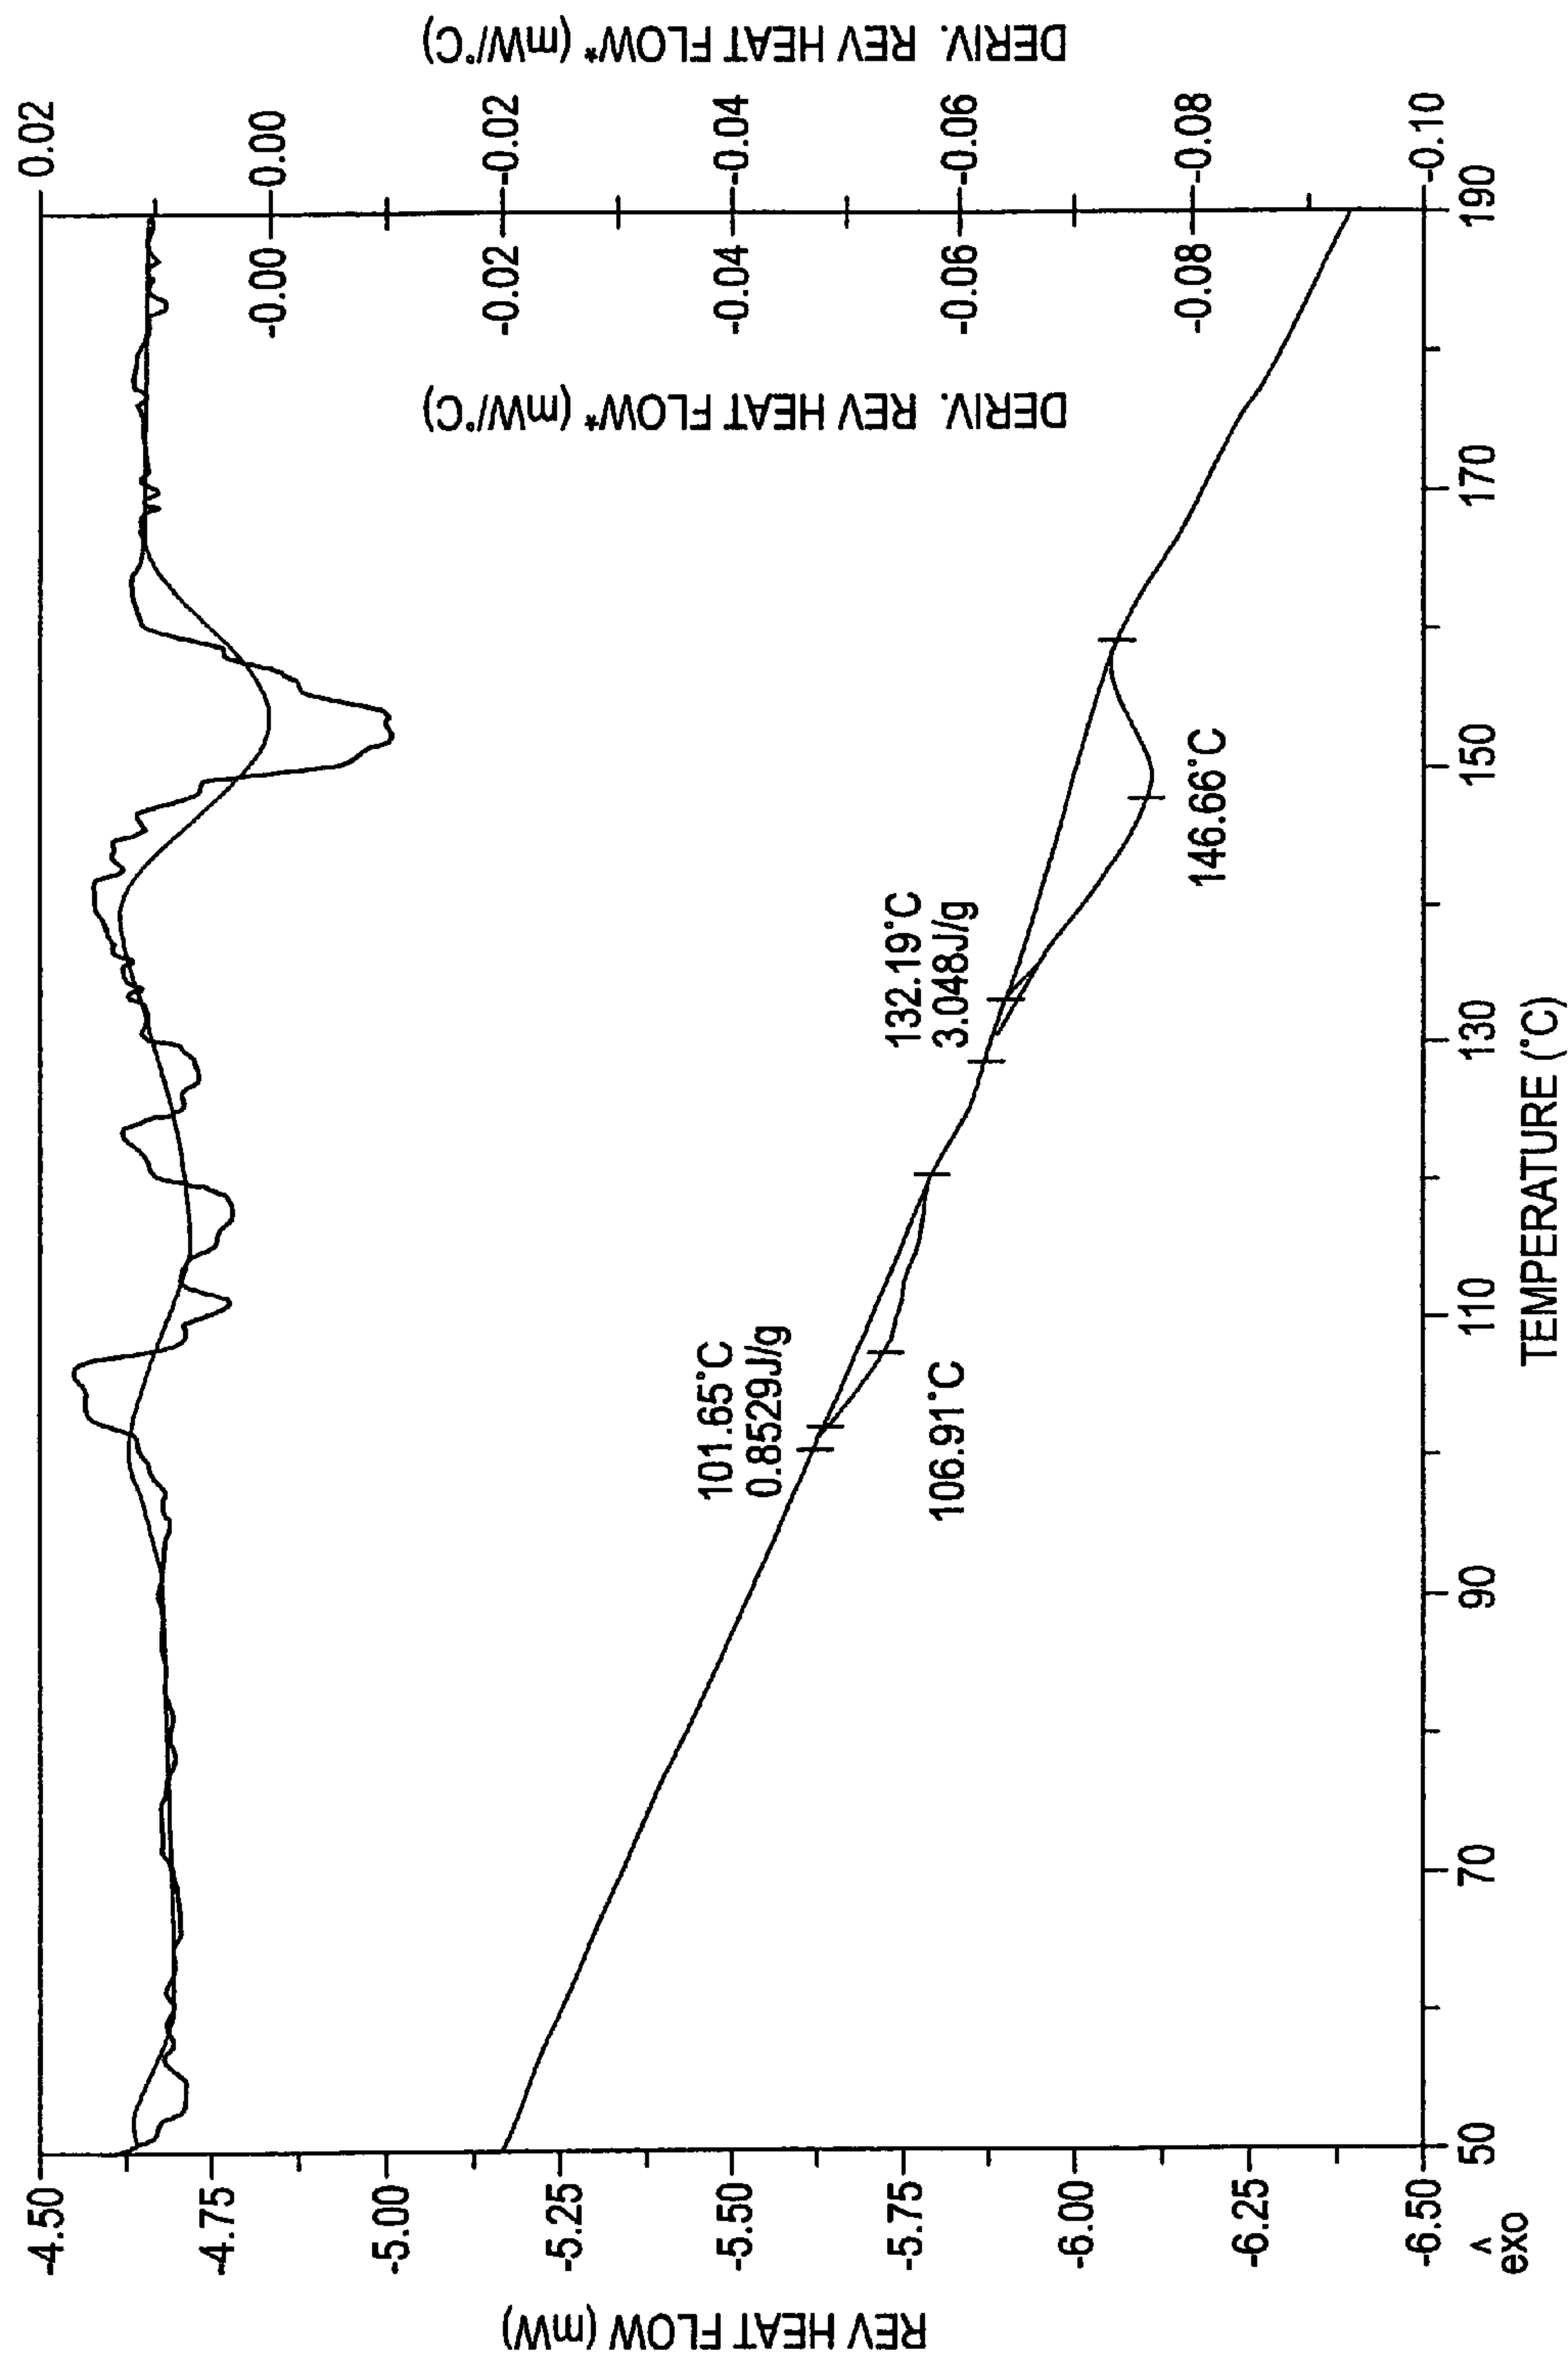 REV HEAT FLOW (mW)
-4.50
-4.75
-5.00
-5.25
-5.50
-5.75
-6.00
-6.25
-6.50
^
exo
50
70
90
110
130
150
170
190
TEMPERATURE (°C)
101.65°C
0.8529J/g
106.91°C
132.19°C
3.048J/g
146.66°C
-0.00
-0.02
-0.04
-0.06
-0.08
DERIV. REV HEAT FLOW* (mW/°C)
0.02
-0.00
-0.02
-0.04
-0.06
-0.08
-0.10
DERIV. REV HEAT FLOW* (mW/°C)